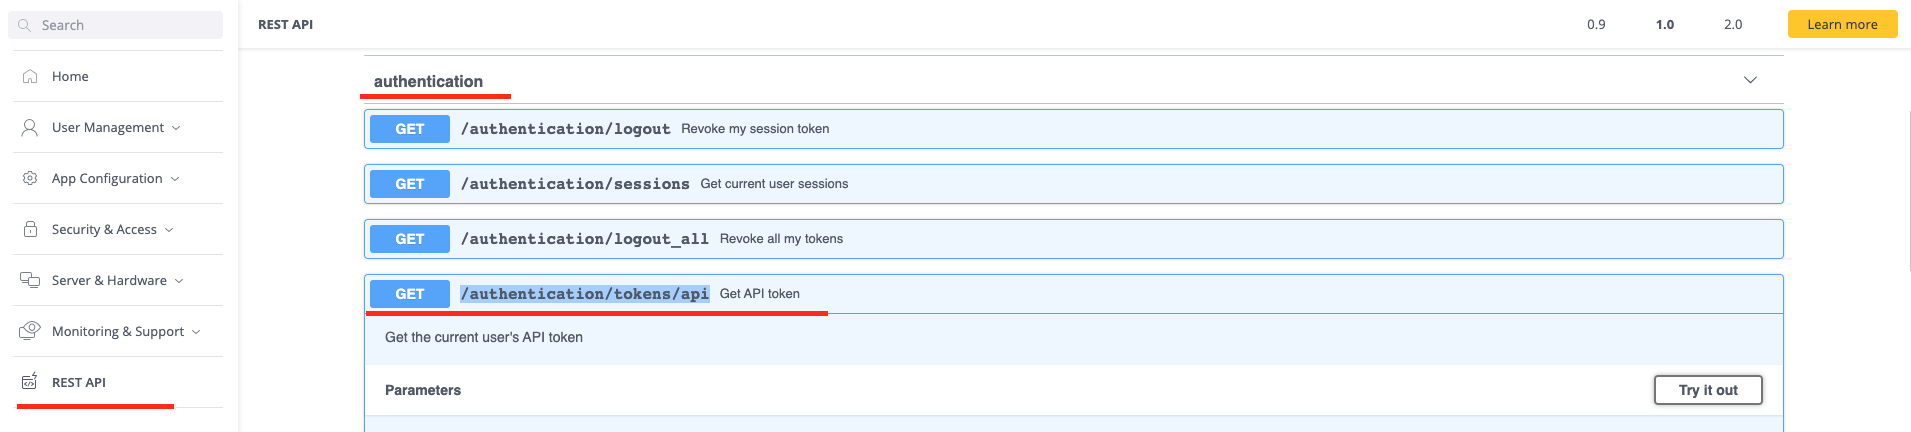 Search
REST API
0.9 1.0 2.0 Learn more
Home
User Management
App Configuration
Security & Access
Server & Hardware
Monitoring & Support
REST API
authentication
GET /authentication/logout Revoke my session token
GET /authentication/sessions Get current user sessions
GET /authentication/logout_all Revoke all my tokens
GET /authentication/tokens/api Get API token
Get the current user's API token
Parameters Try it out